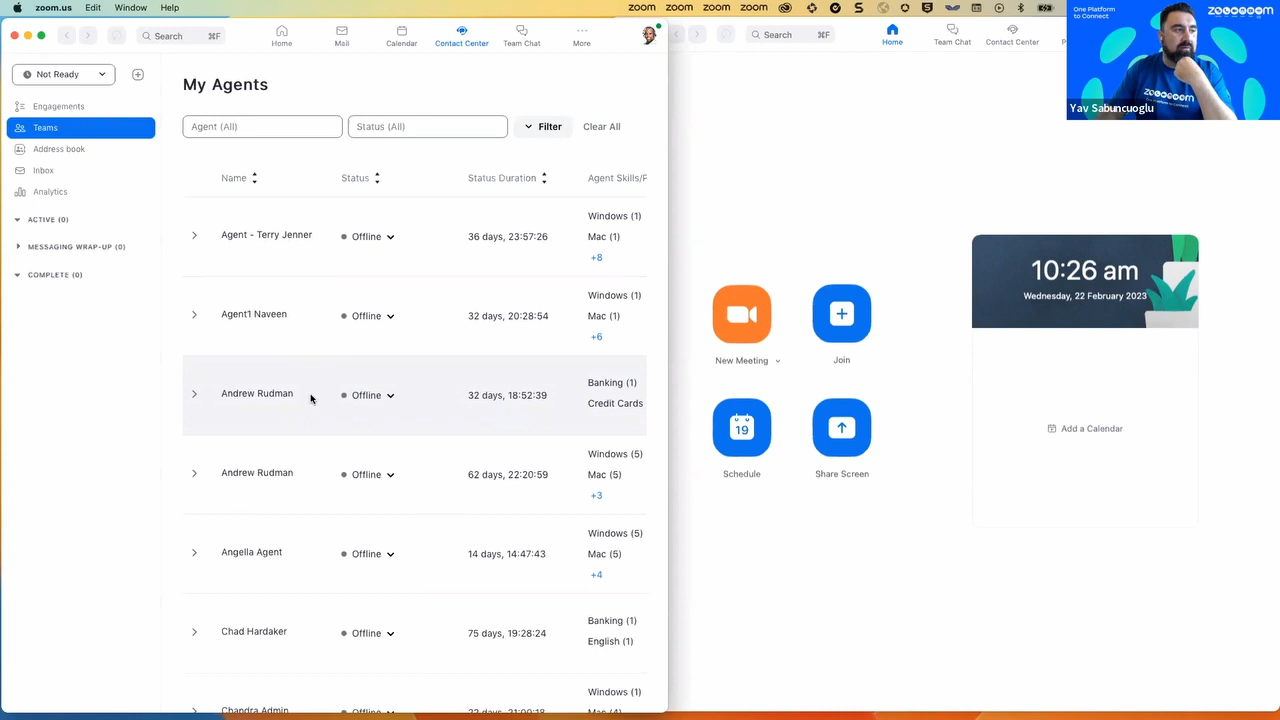 zoom.us Edit Window Help
zoom zoom zoom zoom
Search ⌘F
Home
Mail
Calendar
Contact Center
Team Chat
More
Search ⌘F
Home
Team Chat
Contact Center
One Platform
to Connect
zoooooom
zoooooom
Yav Sabuncuoglu
Not Ready
Engagements
Teams
Address book
Inbox
Analytics
ACTIVE (0)
MESSAGING WRAP-UP (0)
COMPLETE (0)
My Agents
Agent (All)
Status (All)
Filter
Clear All
Name
Status
Status Duration
Agent Skills/P
Agent - Terry Jenner
Offline
36 days, 23:57:26
Windows (1)
Mac (1)
+8
Agent1 Naveen
Offline
32 days, 20:28:54
Windows (1)
Mac (1)
+6
Andrew Rudman
Offline
32 days, 18:52:39
Banking (1)
Credit Cards
Andrew Rudman
Offline
62 days, 22:20:59
Windows (5)
Mac (5)
+3
Angella Agent
Offline
14 days, 14:47:43
Windows (5)
Mac (5)
+4
Chad Hardaker
Offline
75 days, 19:28:24
Banking (1)
English (1)
Windows (1)
New Meeting
Join
19
Schedule
Share Screen
10:26 am
Wednesday, 22 February 2023
Add a Calendar